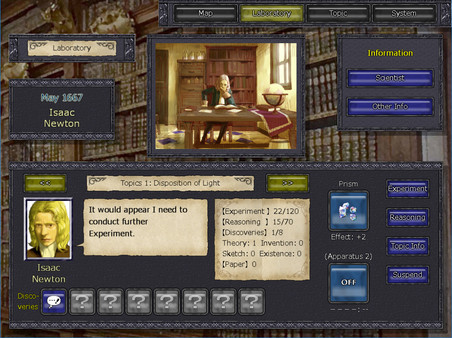 Map
Laboratory
Topic
System
Laboratory
May 1667
Isaac
Newton
Information
Scientist
Other Info
<<
Topics 1: Disposition of Light
>>
It would appear I need to
conduct further
Experiment.
【Experiment 】22/120
【Reasoning 】15/70
【Discoveries】1/8
Theory: 1 Invention: 0
Sketch: 0 Existence: 0
【Paper】0
Prism
Effect: +2
(Apparatus 2)
OFF
- - - - : -
Experiment
Reasoning
Topic Info
Suspend
Isaac
Newton
Disco-
veries
? ? ? ? ? ? ?